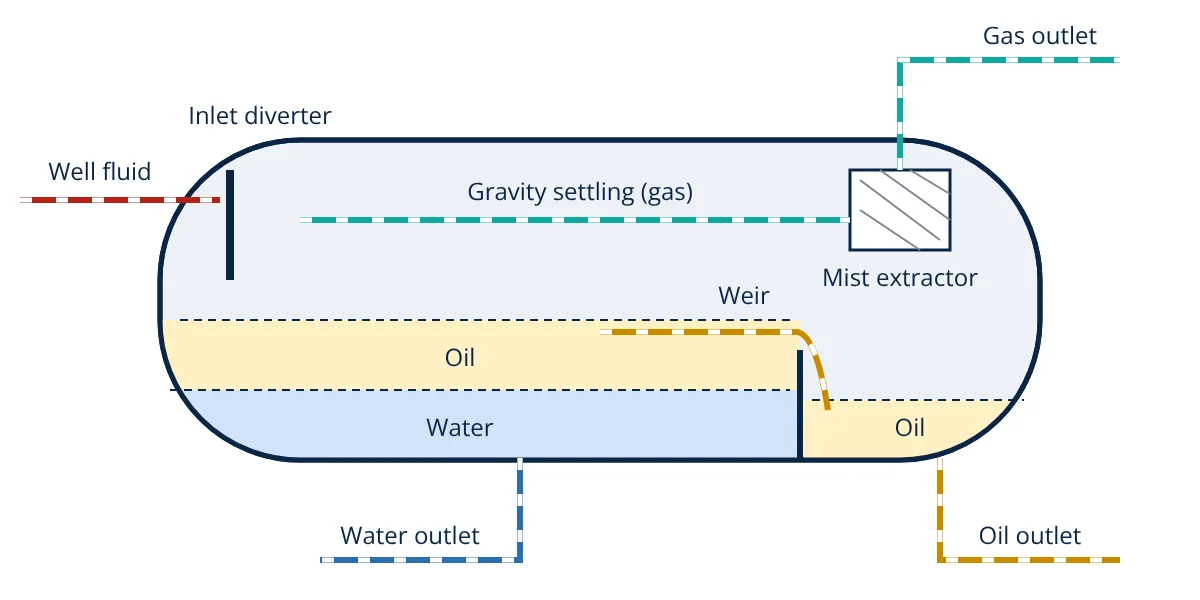 Gas outlet
Inlet diverter
Well fluid
Gravity settling (gas)
Mist extractor
Weir
Oil
Water
Oil
Water outlet
Oil outlet